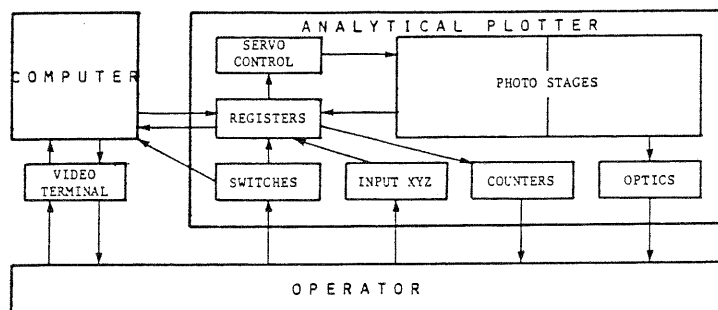 ANALYTICAL PLOTTER
SERVO
CONTROL
COMPUTER
PHOTO STAGES
REGISTERS
VIDEO
TERMINAL
SWITCHES
INPUT XYZ
COUNTERS
OPTICS
OPERATOR